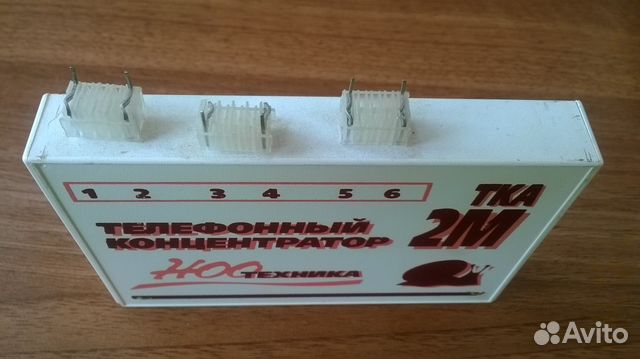 1 2 3 4 5 6
ТКА
2М
ТЕЛЕФОННЫЙ
КОНЦЕНТРАТОР
НОО ТЕХНИКА
Avito